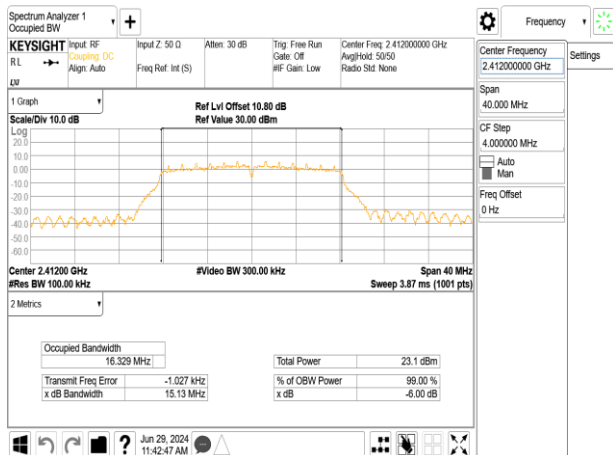 Spectrum Analyzer 1
Occupied BW
Frequency
KEYSIGHT
R L
Input: RF
Coupling: DC
Align: Auto
Input Z: 50 Ω
Freq Ref: Int (S)
Atten: 30 dB
Trig: Free Run
Gate: Off
#IF Gain: Low
Center Freq: 2.412000000 GHz
Avg|Hold: 50/50
Radio Std: None
Center Frequency
2.412000000 GHz
Settings
Span
40.000 MHz
CF Step
4.000000 MHz
Auto
Man
Freq Offset
0 Hz
1 Graph
Scale/Div 10.0 dB
Ref Lvl Offset 10.80 dB
Ref Value 30.00 dBm
Log
20.0
10.0
0.00
-10.0
-20.0
-30.0
-40.0
-50.0
-60.0
Center 2.41200 GHz
#Res BW 100.00 kHz
#Video BW 300.00 kHz
Span 40 MHz
Sweep 3.87 ms (1001 pts)
2 Metrics
Occupied Bandwidth
16.329 MHz
Total Power 23.1 dBm
Transmit Freq Error -1.027 kHz
% of OBW Power 99.00 %
x dB Bandwidth 15.13 MHz
x dB -6.00 dB
?
Jun 29, 2024
11:42:47 AM